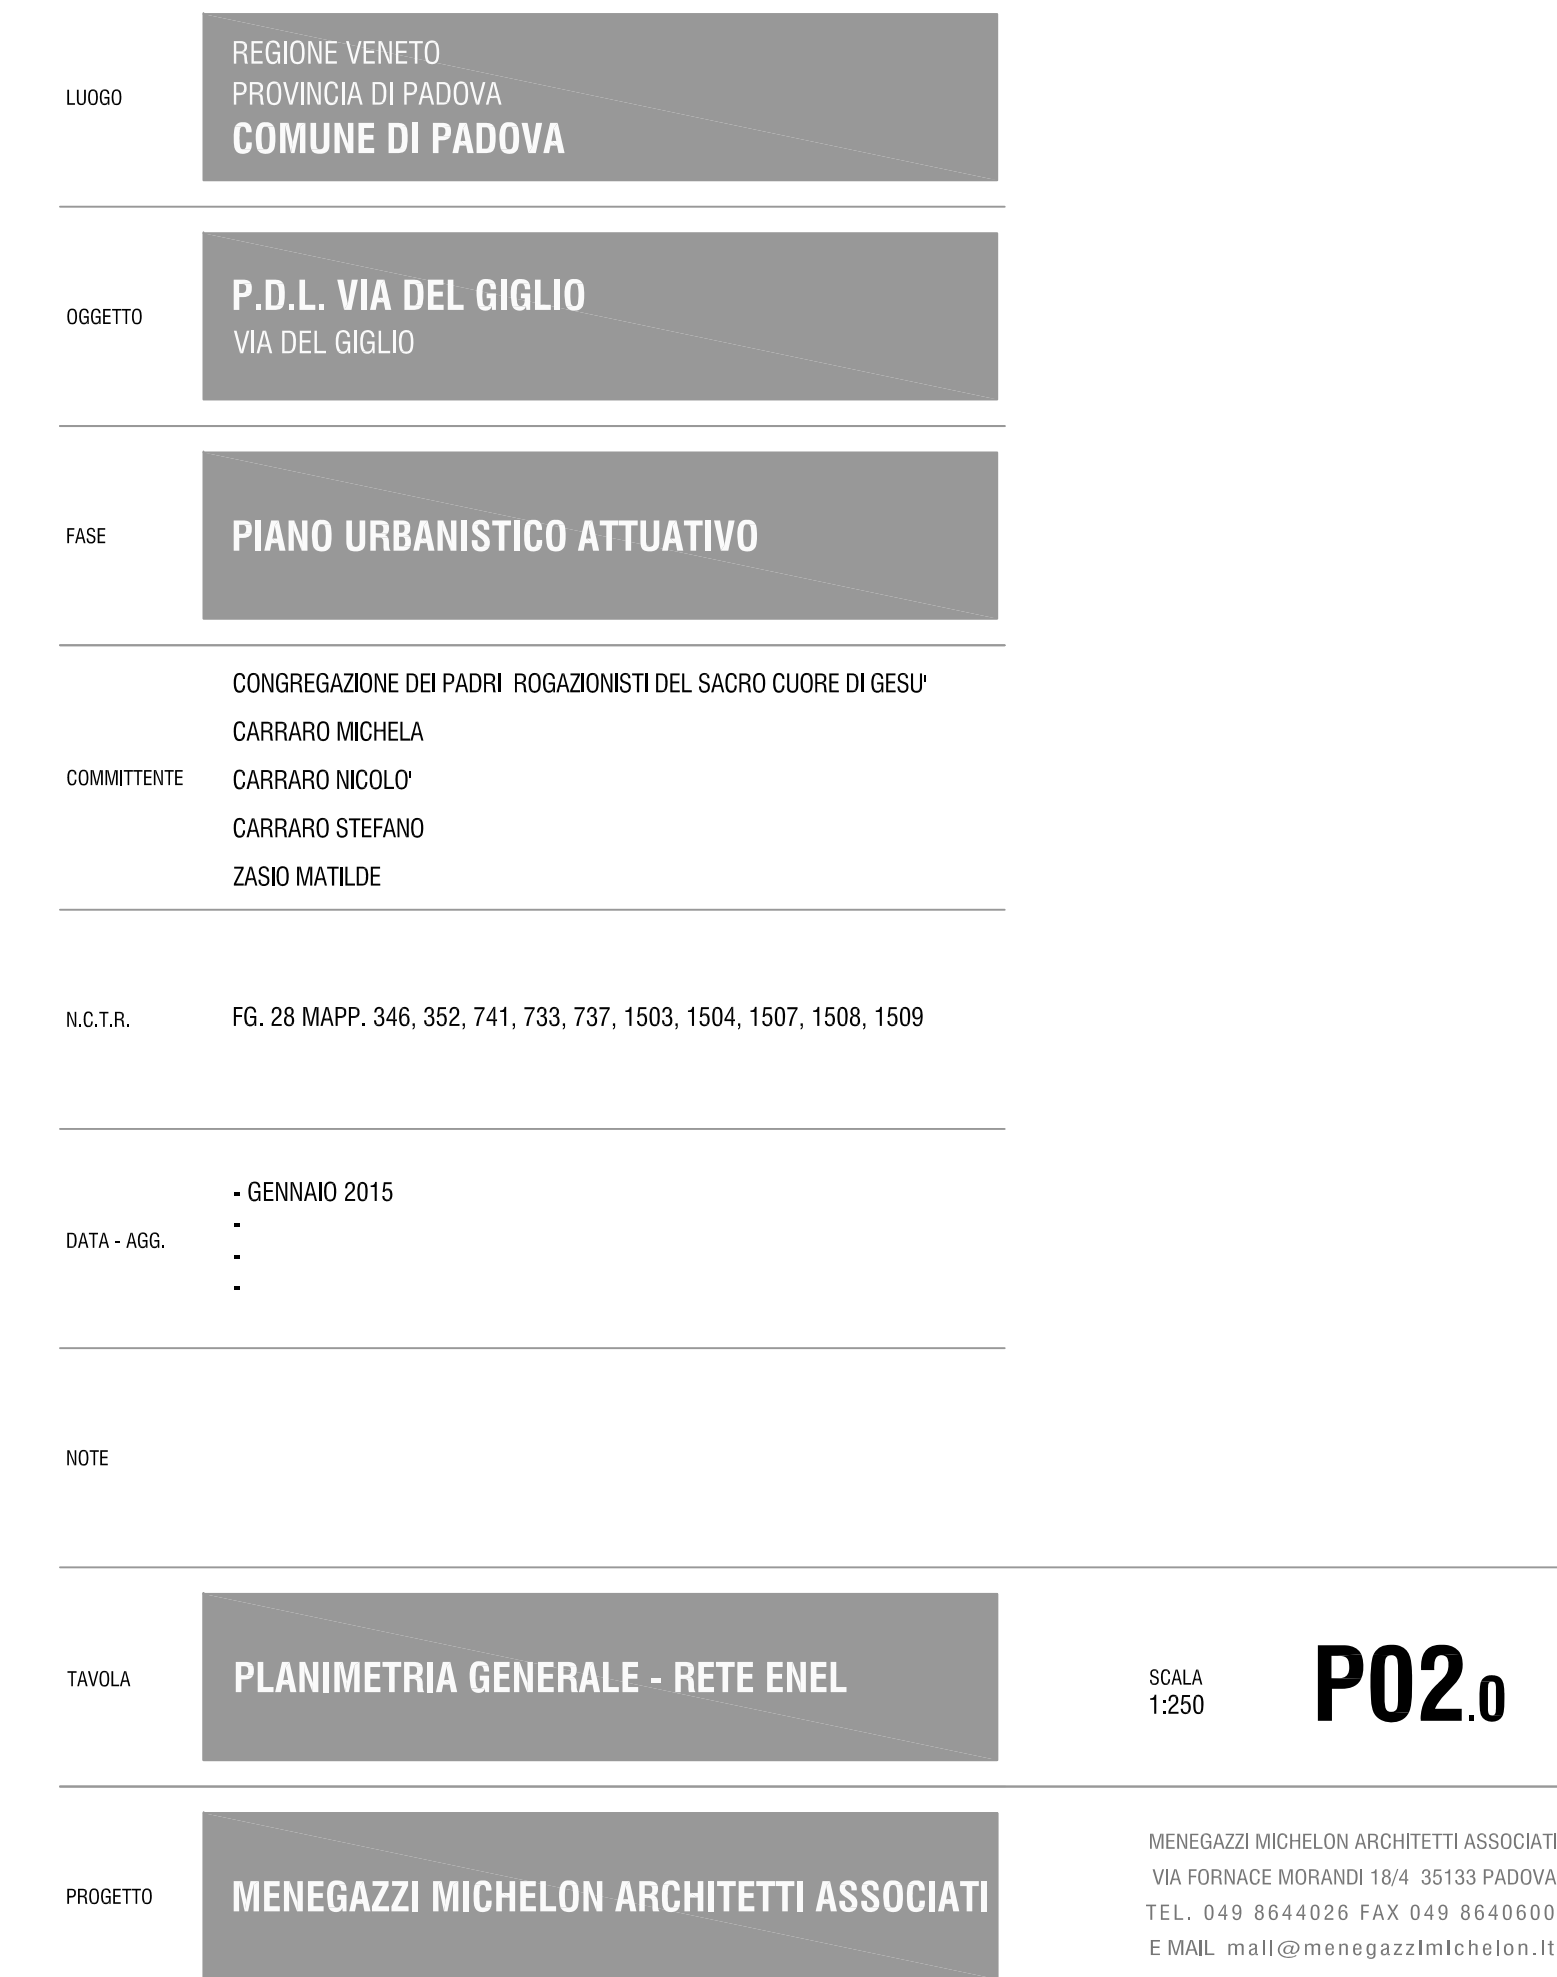 LUOGO
REGIONE VENETO
PROVINCIA DI PADOVA
COMUNE DI PADOVA
OGGETTO
P.D.L. VIA DEL GIGLIO
VIA DEL GIGLIO
FASE
PIANO URBANISTICO ATTUATIVO
COMMITTENTE
CONGREGAZIONE DEI PADRI  ROGAZIONISTI DEL SACRO CUORE DI GESU'
CARRARO MICHELA
CARRARO NICOLO'
CARRARO STEFANO
ZASIO MATILDE
N.C.T.R.
FG. 28 MAPP. 346, 352, 741, 733, 737, 1503, 1504, 1507, 1508, 1509
DATA - AGG.
- GENNAIO 2015
-
-
-
NOTE
TAVOLA
PLANIMETRIA GENERALE - RETE ENEL
SCALA
1:250
P02.0
PROGETTO
MENEGAZZI MICHELON ARCHITETTI ASSOCIATI
MENEGAZZI MICHELON ARCHITETTI ASSOCIATI
VIA FORNACE MORANDI 18/4  35133 PADOVA
TEL. 049 8644026 FAX 049 8640600
E MAIL mail@menegazzimichelon.it